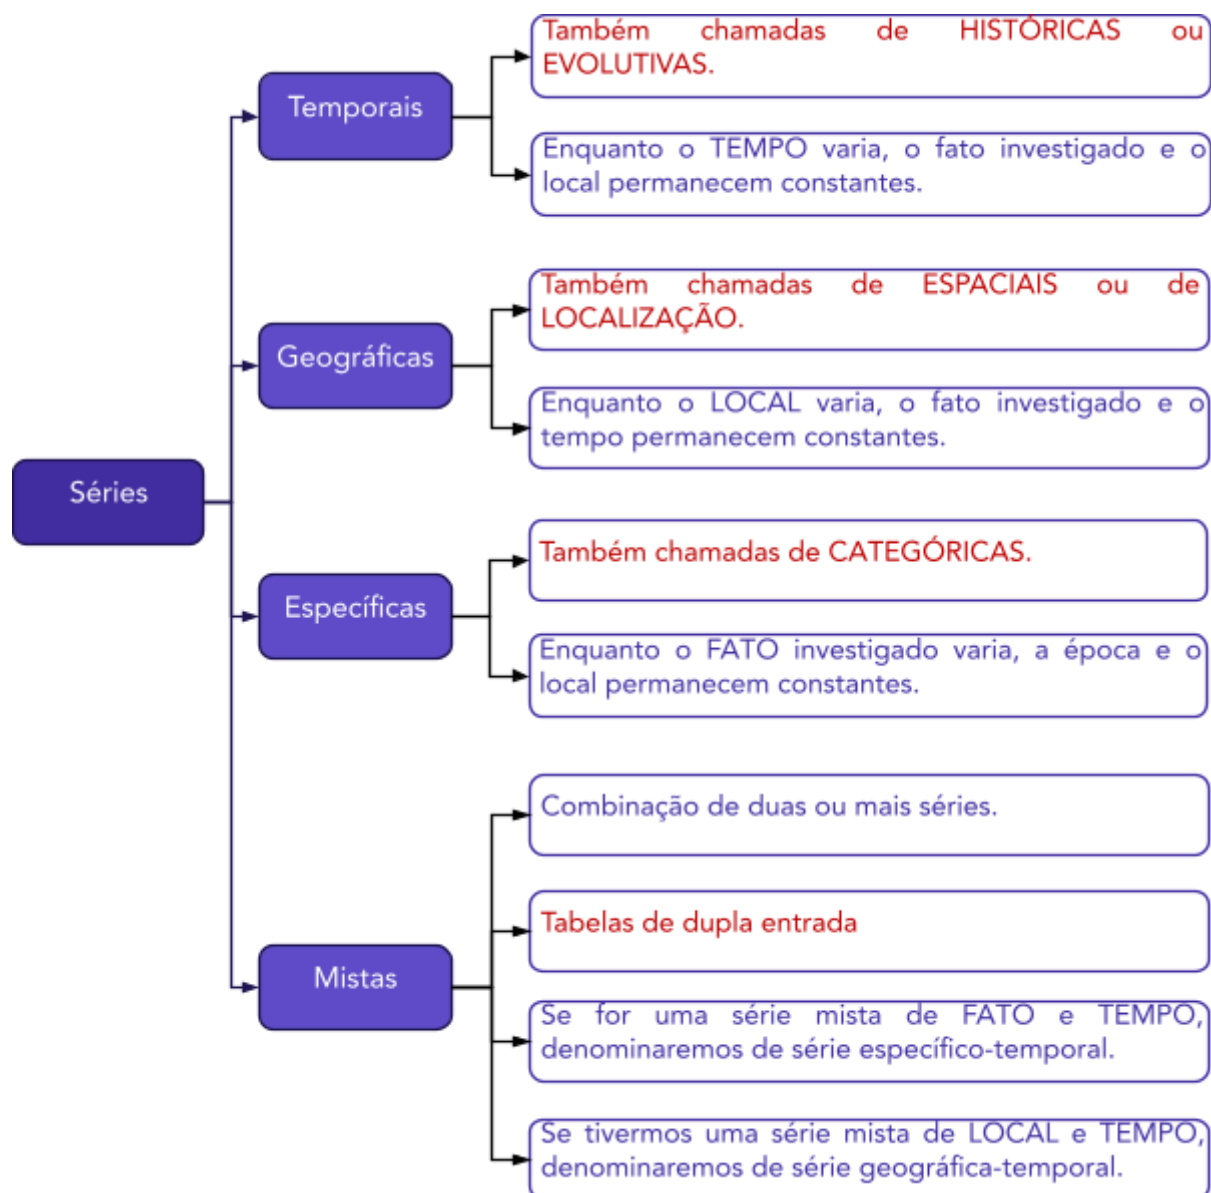 Séries
Temporais
Também chamadas de HISTÓRICAS ou
EVOLUTIVAS.
Enquanto o TEMPO varia, o fato investigado e o
local permanecem constantes.
Geográficas
Também chamadas de ESPACIAIS ou de
LOCALIZAÇÃO.
Enquanto o LOCAL varia, o fato investigado e o
tempo permanecem constantes.
Específicas
Também chamadas de CATEGÓRICAS.
Enquanto o FATO investigado varia, a época e o
local permanecem constantes.
Mistas
Combinação de duas ou mais séries.
Tabelas de dupla entrada
Se for uma série mista de FATO e TEMPO,
denominaremos de série específico-temporal.
Se tivermos uma série mista de LOCAL e TEMPO,
denominaremos de série geográfica-temporal.